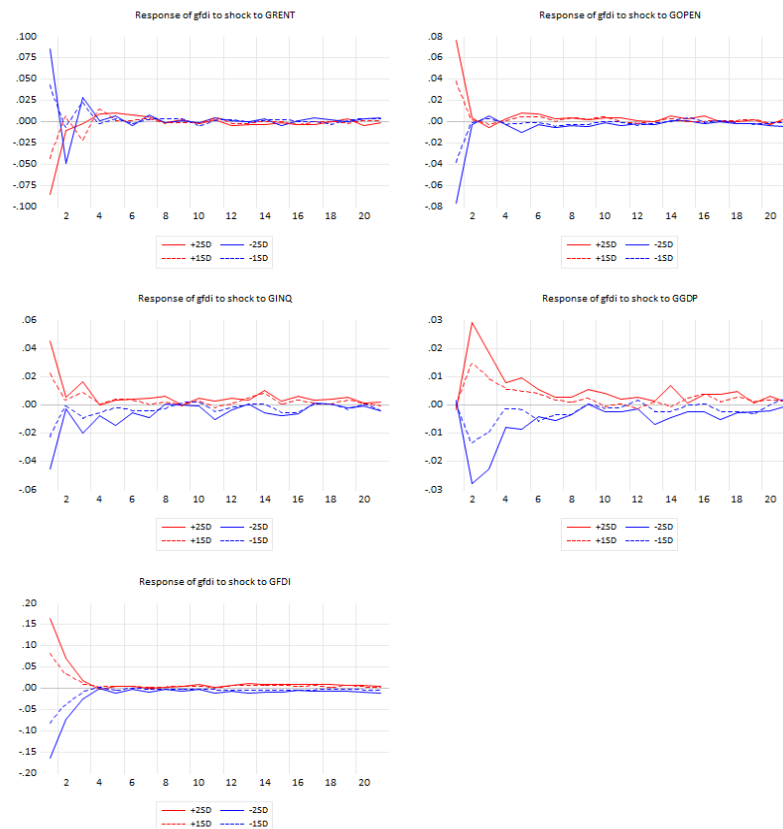 Response of gfdi to shock to GRENT
.100
.075
.050
.025
.000
-.025
-.050
-.075
-.100
2 4 6 8 10 12 14 16 18 20
+2SD -2SD
+1SD -1SD
Response of gfdi to shock to GOPEN
.08
.04
.02
.00
-.02
-.04
-.06
-.08
2 4 6 8 10 12 14 16 18 20
+2SD -2SD
+1SD -1SD
Response of gfdi to shock to GINQ
.06
.04
.02
.00
-.02
-.04
-.06
2 4 6 8 10 12 14 16 18 20
+2SD -2SD
+1SD -1SD
Response of gfdi to shock to GGDP
.03
.02
.01
.00
-.01
-.02
-.03
2 4 6 8 10 12 14 16 18 20
+2SD -2SD
+1SD -1SD
Response of gfdi to shock to GFDI
.20
.15
.10
.05
.00
-.05
-.10
-.15
-.20
2 4 6 8 10 12 14 16 18 20
+2SD -2SD
+1SD -1SD